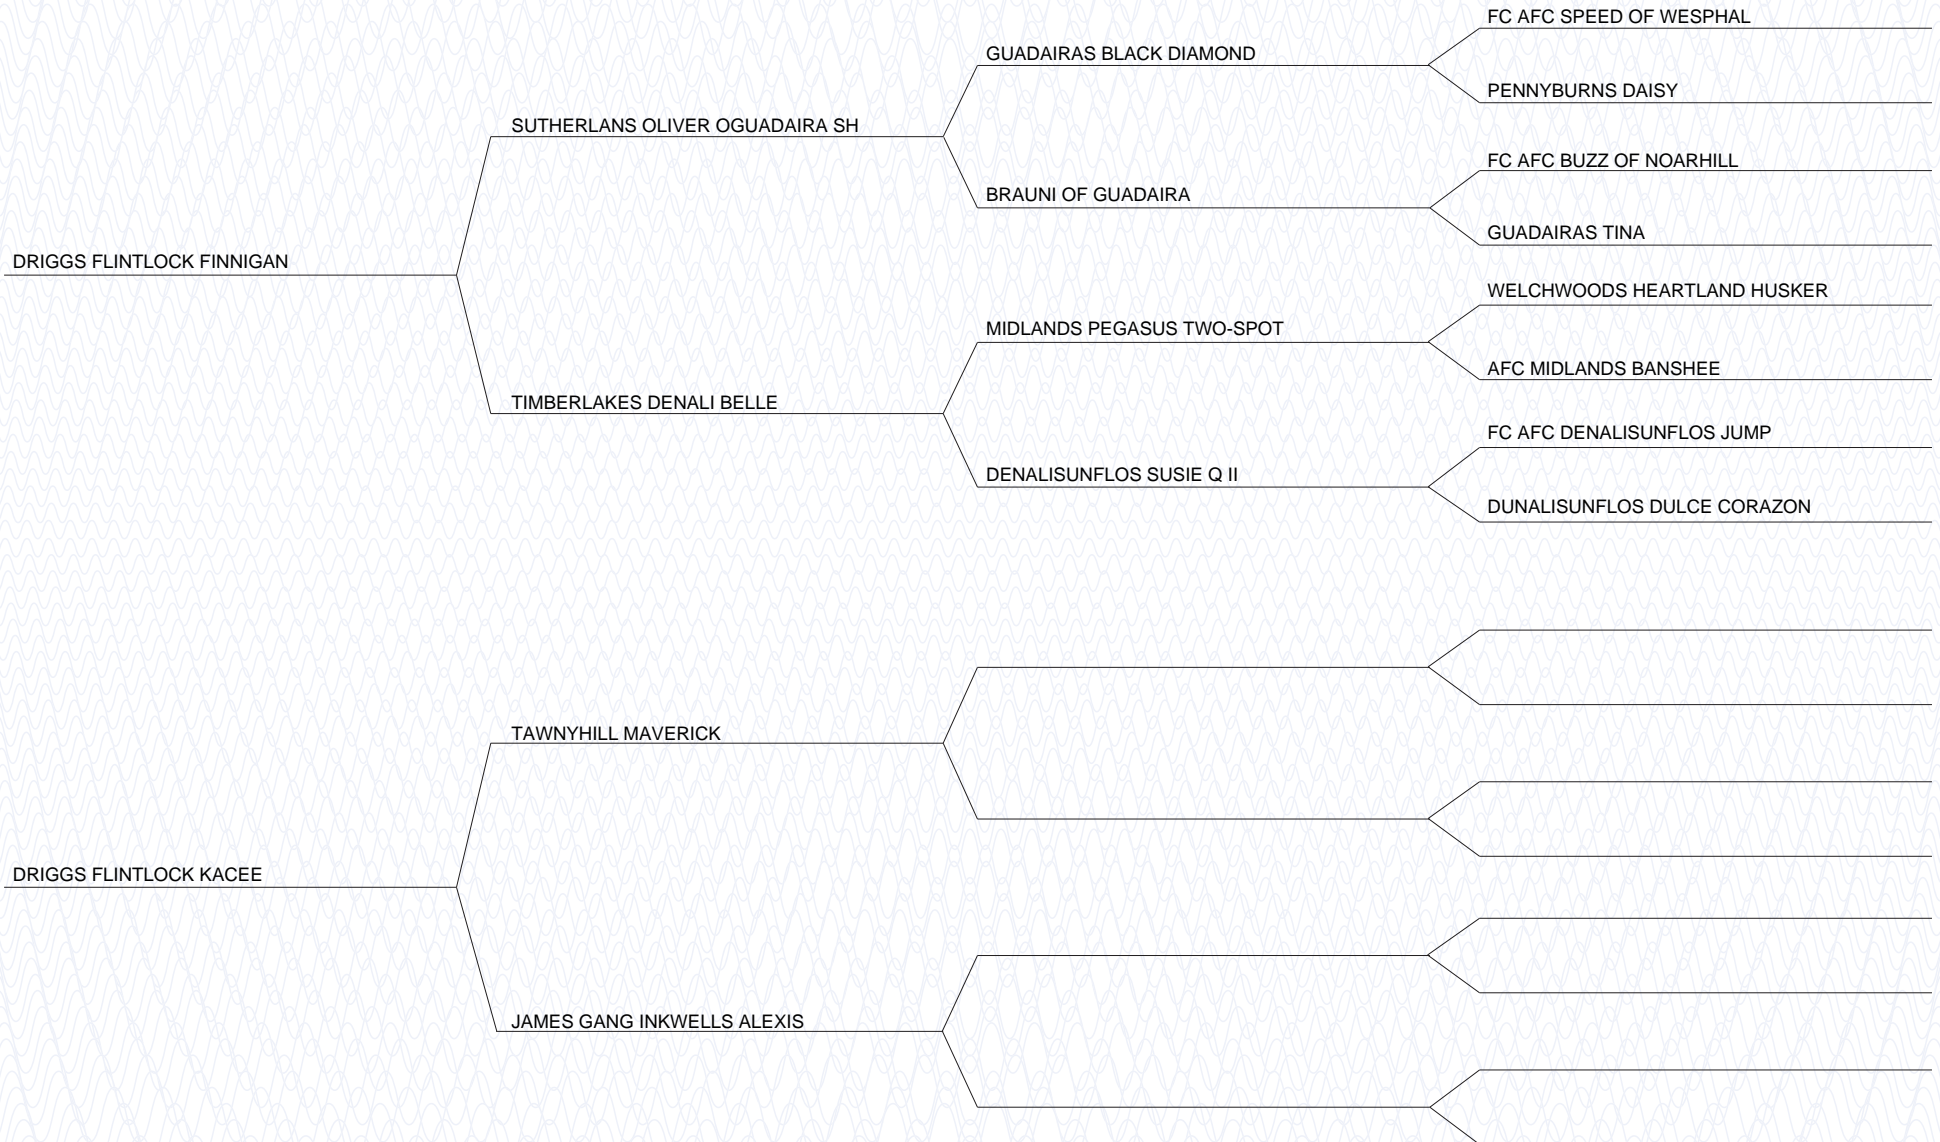 FC AFC SPEED OF WESPHAL
GUADAIRAS BLACK DIAMOND
PENNYBURNS DAISY
SUTHERLANS OLIVER OGUADAIRA SH
FC AFC BUZZ OF NOARHILL
BRAUNI OF GUADAIRA
GUADAIRAS TINA
DRIGGS FLINTLOCK FINNIGAN
WELCHWOODS HEARTLAND HUSKER
MIDLANDS PEGASUS TWO-SPOT
AFC MIDLANDS BANSHEE
TIMBERLAKES DENALI BELLE
FC AFC DENALISUNFLOS JUMP
DENALISUNFLOS SUSIE Q II
DUNALISUNFLOS DULCE CORAZON
TAWNYHILL MAVERICK
DRIGGS FLINTLOCK KACEE
JAMES GANG INKWELLS ALEXIS